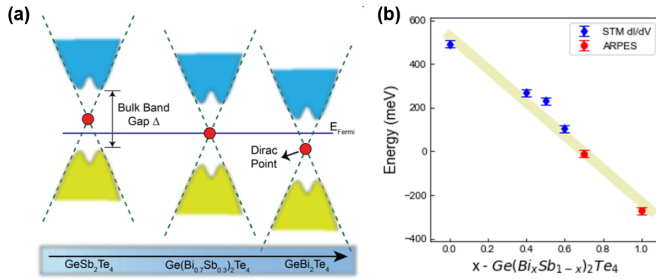 (a)
Bulk Band
Gap Δ
E_Fermi
Dirac
Point
GeSb₂Te₄
Ge(Bi₀.₇Sb₀.₃)₂Te₄
GeBi₂Te₄
(b)
STM dI/dV
ARPES
600
400
200
0
−200
−400
Energy (meV)
0.0
0.2
0.4
0.6
0.8
1.0
x - Ge(BiₓSb₁₋ₓ)₂Te₄